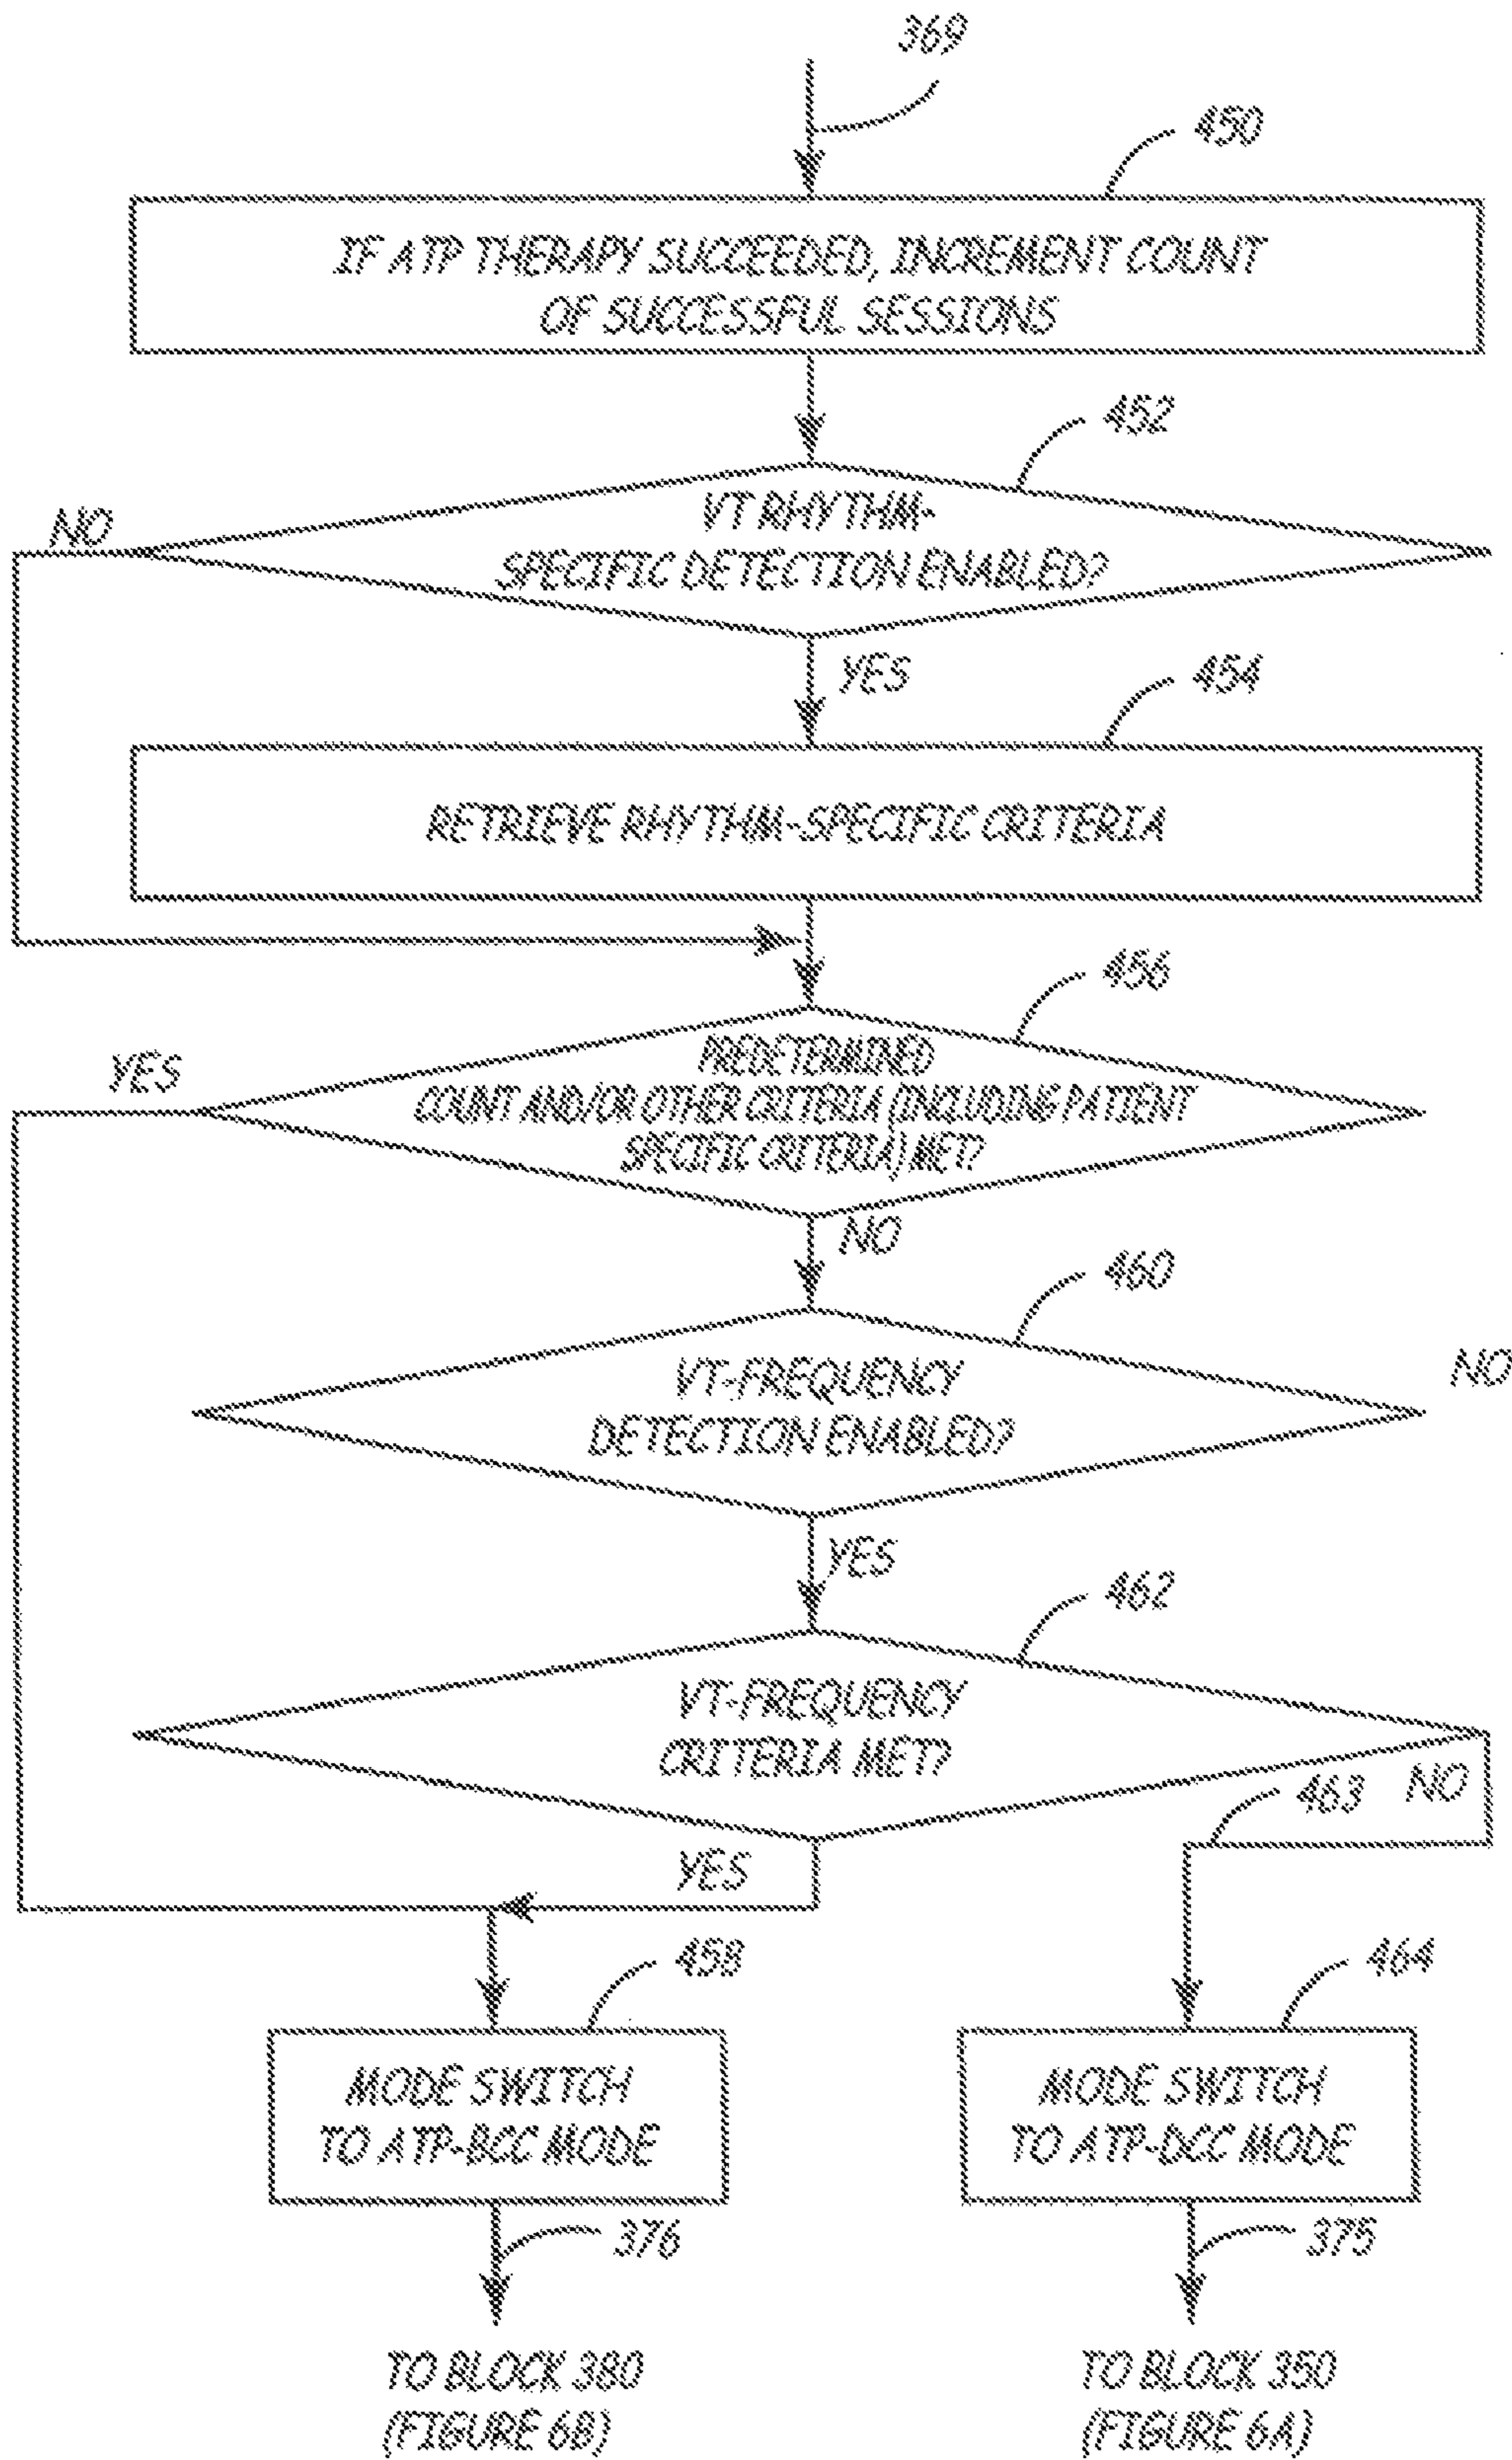 369
450
IF ATP THERAPY SUCCEEDED, INCREMENT COUNT
OF SUCCESSFUL SESSIONS
452
NO
VT RHYTHM-
SPECIFIC DETECTION ENABLED?
YES
454
RETRIEVE RHYTHM-SPECIFIC CRITERIA
456
YES
PREDETERMINED
COUNT AND/OR OTHER CRITERIA (INCLUDING PATIENT
SPECIFIC CRITERIA) MET?
NO
460
NO
VT-FREQUENCY
DETECTION ENABLED?
YES
462
VT-FREQUENCY
CRITERIA MET?
463
NO
YES
458
464
MODE SWITCH
TO ATP-BCC MODE
MODE SWITCH
TO ATP-DCC MODE
376
375
TO BLOCK 380
(FIGURE 6B)
TO BLOCK 350
(FIGURE 6A)